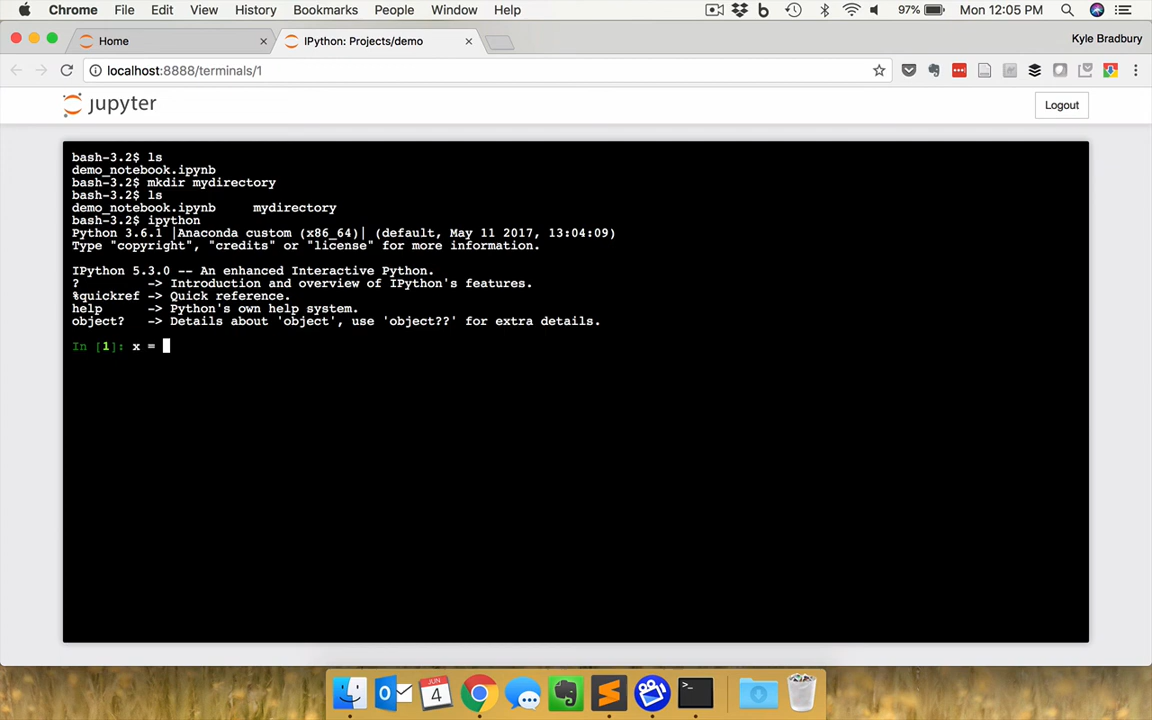 Chrome File Edit View History Bookmarks People Window Help 97% Mon 12:05 PM
Home IPython: Projects/demo Kyle Bradbury
localhost:8888/terminals/1
jupyter Logout
bash-3.2$ ls
demo_notebook.ipynb
bash-3.2$ mkdir mydirectory
bash-3.2$ ls
demo_notebook.ipynb mydirectory
bash-3.2$ ipython
Python 3.6.1 |Anaconda custom (x86_64)| (default, May 11 2017, 13:04:09)
Type "copyright", "credits" or "license" for more information.
IPython 5.3.0 -- An enhanced Interactive Python.
? -> Introduction and overview of IPython's features.
%quickref -> Quick reference.
help -> Python's own help system.
object? -> Details about 'object', use 'object??' for extra details.
In [1]: x =
JUN
4